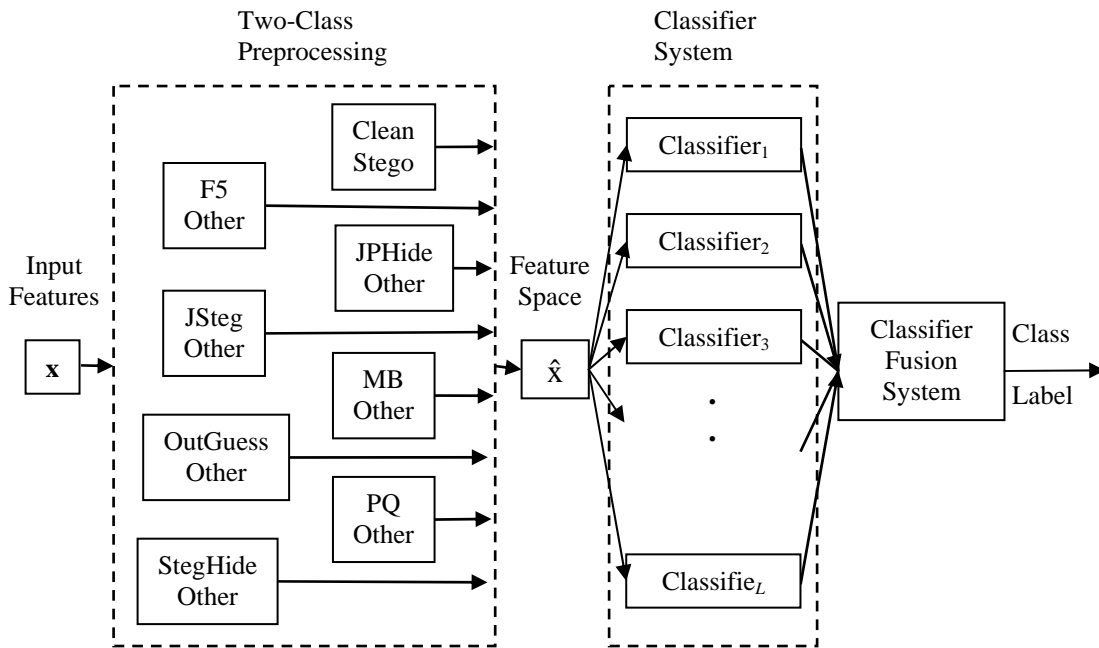 Two-Class
Preprocessing
Classifier
System
Clean
Stego
F5
Other
JPHide
Other
JSteg
Other
MB
Other
OutGuess
Other
PQ
Other
StegHide
Other
Input
Features
x
Feature
Space
x̂
Classifier₁
Classifier₂
Classifier₃
Classifie_L
Classifier
Fusion
System
Class
Label